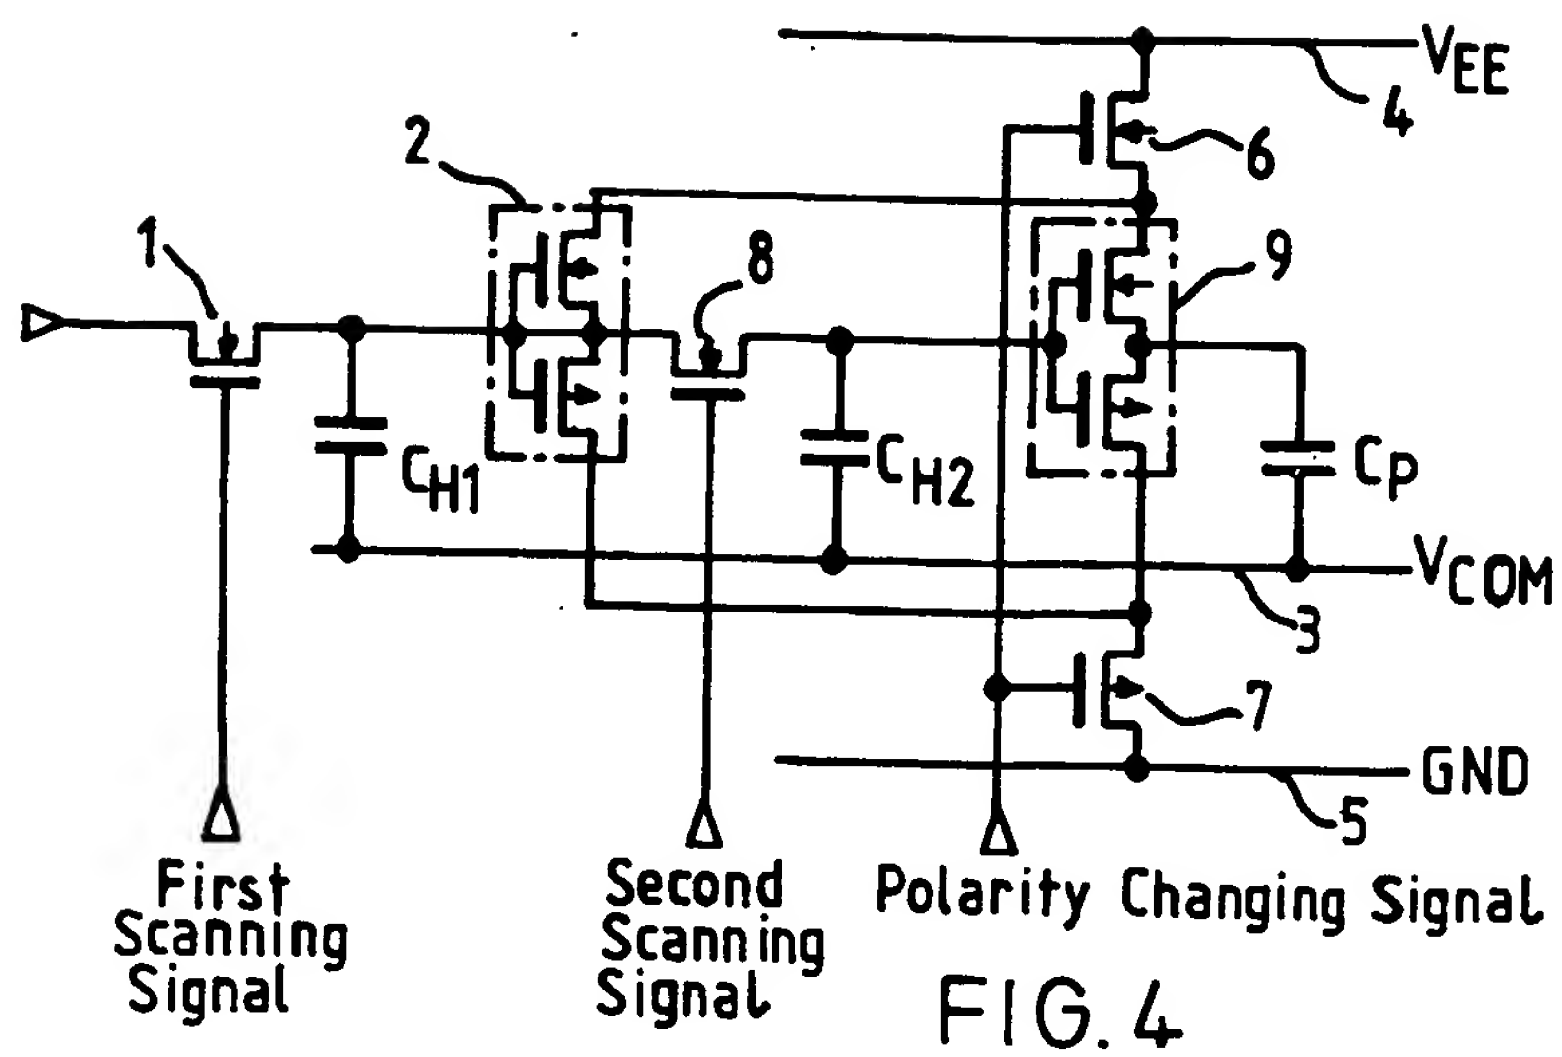 VEE
4
2
6
1
8
9
CH1
CH2
CP
VCOM
3
7
GND
5
First
Scanning
Signal
Second
Scanning
Signal
Polarity Changing Signal
FIG. 4